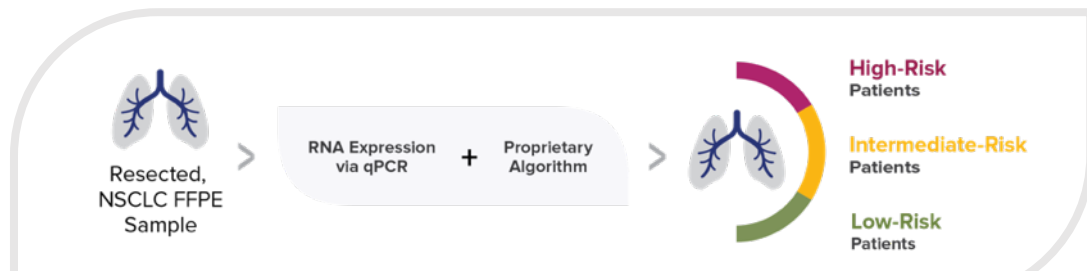 Resected,
NSCLC FFPE
Sample
>
RNA Expression
via qPCR
+
Proprietary
Algorithm
>
High-Risk
Patients
Intermediate-Risk
Patients
Low-Risk
Patients